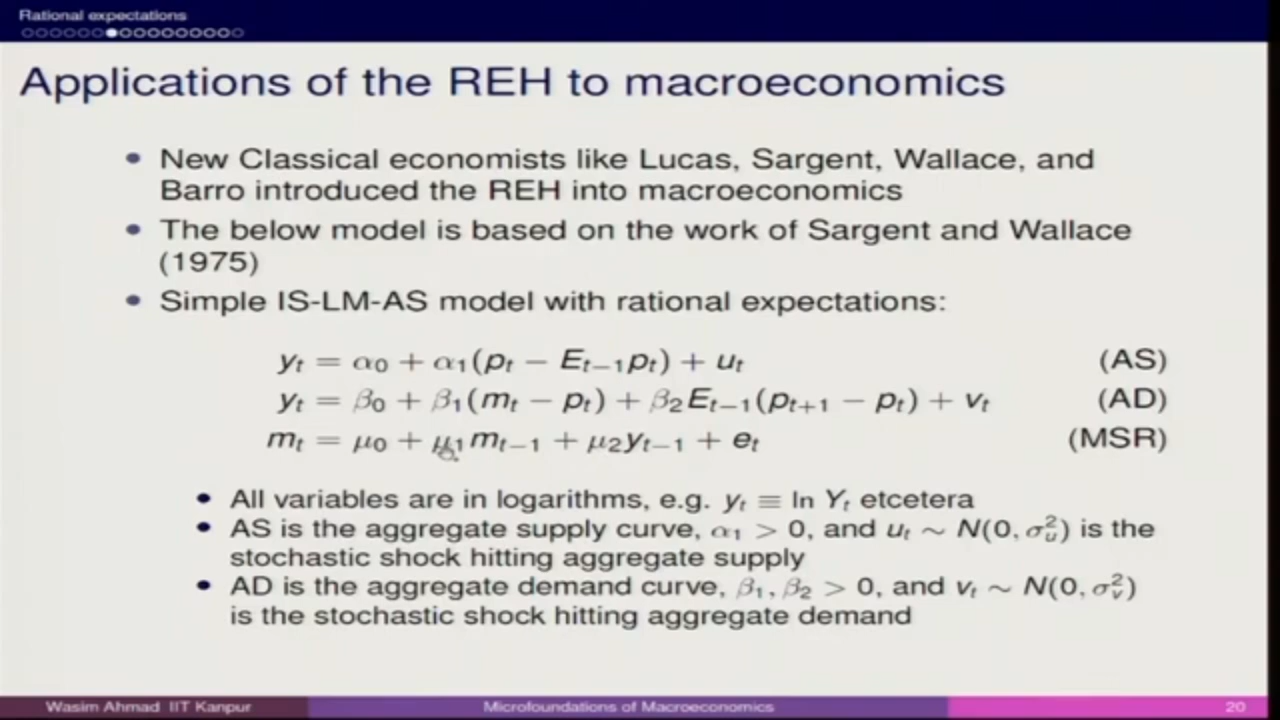 Rational expectations
Applications of the REH to macroeconomics
• New Classical economists like Lucas, Sargent, Wallace, and
Barro introduced the REH into macroeconomics
• The below model is based on the work of Sargent and Wallace
(1975)
• Simple IS-LM-AS model with rational expectations:
yₜ = α₀ + α₁(pₜ − Eₜ₋₁pₜ) + uₜ (AS)
yₜ = β₀ + β₁(mₜ − pₜ) + β₂Eₜ₋₁(pₜ₊₁ − pₜ) + vₜ (AD)
mₜ = μ₀ + μ₁mₜ₋₁ + μ₂yₜ₋₁ + eₜ (MSR)
• All variables are in logarithms, e.g. yₜ ≡ ln Yₜ etcetera
• AS is the aggregate supply curve, α₁ > 0, and uₜ ∼ N(0, σᵤ²) is the
stochastic shock hitting aggregate supply
• AD is the aggregate demand curve, β₁, β₂ > 0, and vₜ ∼ N(0, σᵥ²)
is the stochastic shock hitting aggregate demand
Wasim Ahmad IIT Kanpur Microfoundations of Macroeconomics 20